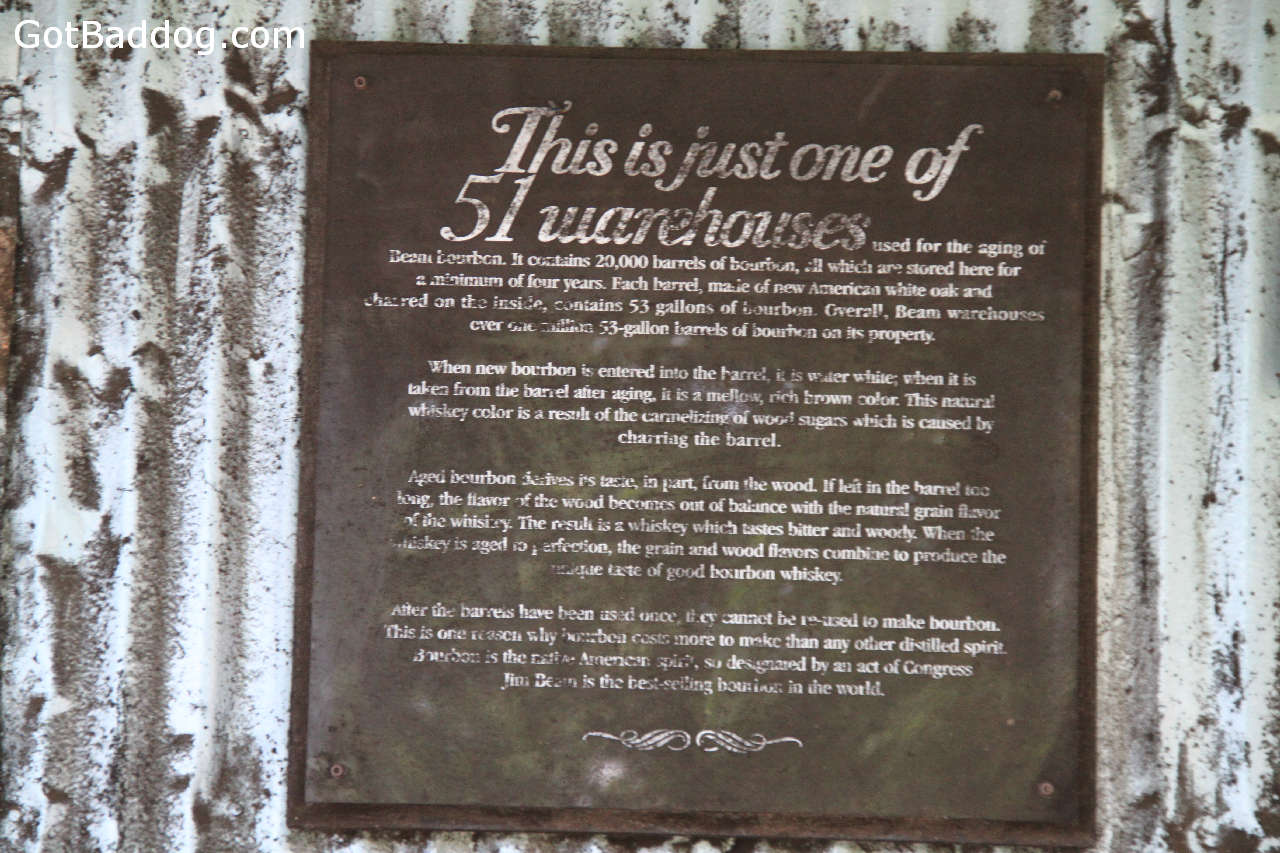 GotBaddog.com
This is just one of
51 warehouses used for the aging of
Beam bourbon. It contains 20,000 barrels of bourbon, all which are stored here for
a minimum of four years. Each barrel, made of new American white oak and
charred on the inside, contains 53 gallons of bourbon. Overall, Beam warehouses
over one million 53-gallon barrels of bourbon on its property.
When new bourbon is entered into the barrel, it is water white; when it is
taken from the barrel after aging, it is a mellow, rich brown color. This natural
whiskey color is a result of the carmelizing of wood sugars which is caused by
charring the barrel.
Aged bourbon derives its taste, in part, from the wood. If left in the barrel too
long, the flavor of the wood becomes out of balance with the natural grain flavor
of the whiskey. The result is a whiskey which tastes bitter and woody. When the
whiskey is aged to perfection, the grain and wood flavors combine to produce the
unique taste of good bourbon whiskey.
After the barrels have been used once, they cannot be re-used to make bourbon.
This is one reason why bourbon costs more to make than any other distilled spirit.
Bourbon is the native American spirit, so designated by an act of Congress
Jim Beam is the best-selling bourbon in the world.